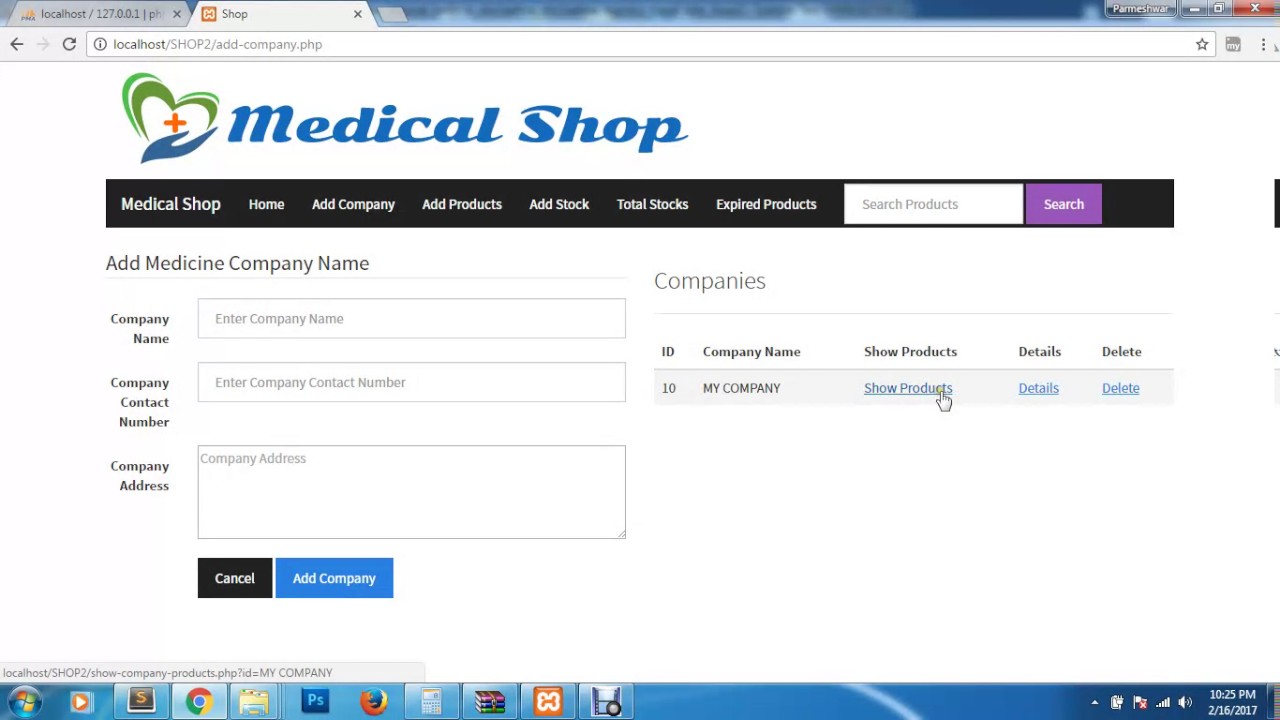 localhost / 127.0.0.1 | ph
Shop
Parmeshwar
localhost/SHOP2/add-company.php
my
Medical Shop
Medical Shop Home Add Company Add Products Add Stock Total Stocks Expired Products Search Products Search
Add Medicine Company Name
Companies
Company Name Enter Company Name
Company Contact Number Enter Company Contact Number
Company Address Company Address
Cancel Add Company
ID Company Name Show Products Details Delete
10 MY COMPANY Show Products Details Delete
localhost/SHOP2/show-company-products.php?id=MY COMPANY
S
Ps
10:25 PM
2/16/2017